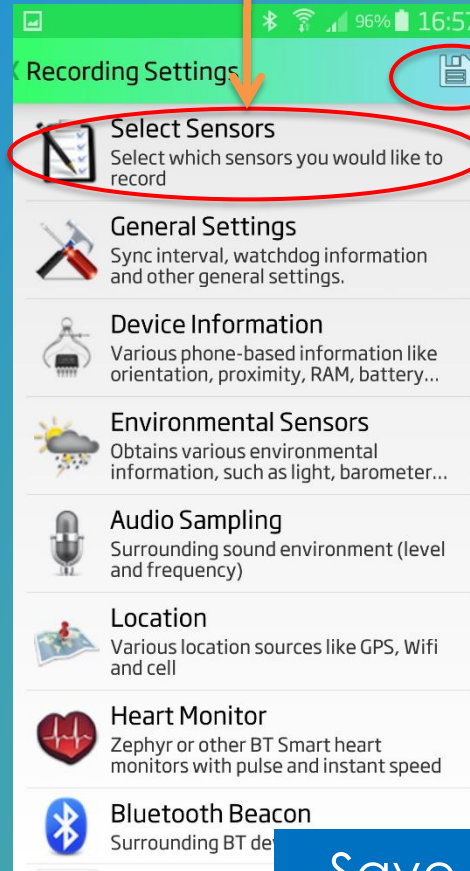 96% 16:57
Recording Settings
Select Sensors
Select which sensors you would like to
record
General Settings
Sync interval, watchdog information
and other general settings.
Device Information
Various phone-based information like
orientation, proximity, RAM, battery...
Environmental Sensors
Obtains various environmental
information, such as light, barometer...
Audio Sampling
Surrounding sound environment (level
and frequency)
Location
Various location sources like GPS, Wifi
and cell
Heart Monitor
Zephyr or other BT Smart heart
monitors with pulse and instant speed
Bluetooth Beacon
Surrounding BT
Save